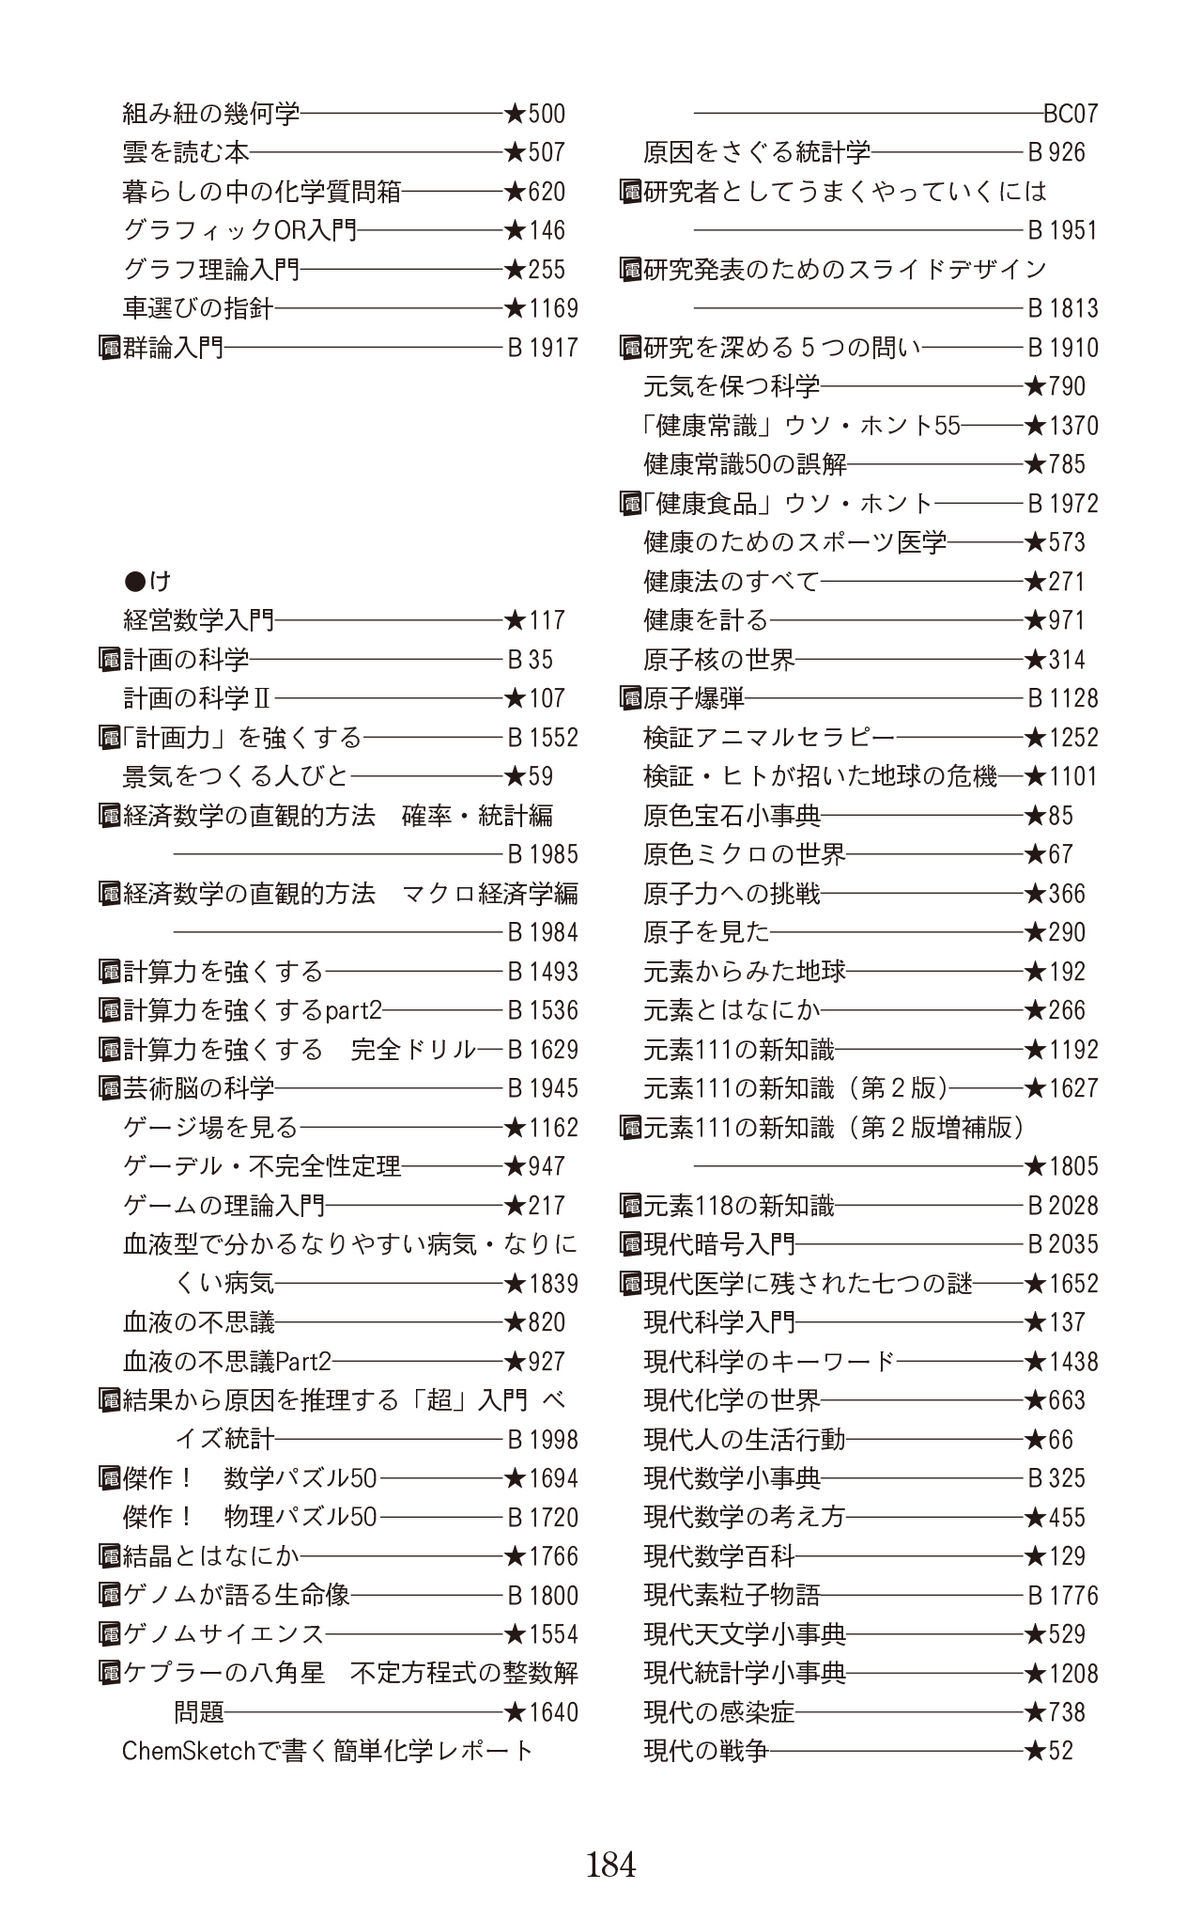 組み紐の幾何学―――★500
雲を読む本―――★507
暮らしの中の化学質問箱―――★620
グラフィックOR入門―――★146
グラフ理論入門―――★255
車選びの指針―――★1169
電群論入門―――B1917
●け
経営数学入門―――★117
電計画の科学―――B35
計画の科学Ⅱ―――★107
電「計画力」を強くする―――B1552
景気をつくる人びと―――★59
電経済数学の直観的方法　確率・統計編
―――B1985
電経済数学の直観的方法　マクロ経済学編
―――B1984
電計算力を強くする―――B1493
電計算力を強くするpart2―――B1536
電計算力を強くする　完全ドリル―B1629
電芸術脳の科学―――B1945
ゲージ場を見る―――★1162
ゲーデル・不完全性定理―――★947
ゲームの理論入門―――★217
血液型で分かるなりやすい病気・なりに
くい病気―――★1839
血液の不思議―――★820
血液の不思議Part2―――★927
電結果から原因を推理する「超」入門 ベ
イズ統計―――B1998
電傑作！　数学パズル50―――★1694
傑作！　物理パズル50―――B1720
電結晶とはなにか―――★1766
電ゲノムが語る生命像―――B1800
電ゲノムサイエンス―――★1554
電ケプラーの八角星　不定方程式の整数解
問題―――★1640
ChemSketchで書く簡単化学レポート
―――BC07
原因をさぐる統計学―――B926
電研究者としてうまくやっていくには
―――B1951
電研究発表のためのスライドデザイン
―――B1813
電研究を深める５つの問い―――B1910
元気を保つ科学―――★790
「健康常識」ウソ・ホント55―――★1370
健康常識50の誤解―――★785
電「健康食品」ウソ・ホント―――B1972
健康のためのスポーツ医学―――★573
健康法のすべて―――★271
健康を計る―――★971
原子核の世界―――★314
電原子爆弾―――B1128
検証アニマルセラピー―――★1252
検証・ヒトが招いた地球の危機―★1101
原色宝石小事典―――★85
原色ミクロの世界―――★67
原子力への挑戦―――★366
原子を見た―――★290
元素からみた地球―――★192
元素とはなにか―――★266
元素111の新知識―――★1192
元素111の新知識（第２版）―――★1627
電元素111の新知識（第２版増補版）
―――★1805
電元素118の新知識―――B2028
電現代暗号入門―――B2035
電現代医学に残された七つの謎――★1652
現代科学入門―――★137
現代科学のキーワード―――★1438
現代化学の世界―――★663
現代人の生活行動―――★66
現代数学小事典―――B325
現代数学の考え方―――★455
現代数学百科―――★129
現代素粒子物語―――B1776
現代天文学小事典―――★529
現代統計学小事典―――★1208
現代の感染症―――★738
現代の戦争―――★52
184